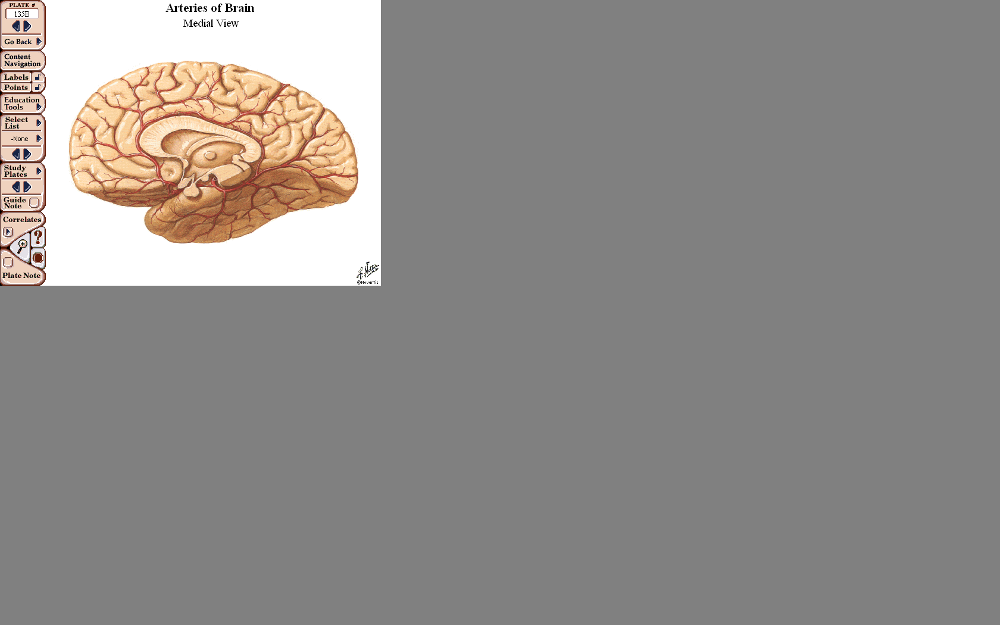 PLATE #
135B
Go Back
Content
Navigation
Labels
Points
Education
Tools
Select
List
-None
Study
Plates
Guide
Note
Correlates
?
Plate Note
Arteries of Brain
Medial View
F. Netter
©Novartis